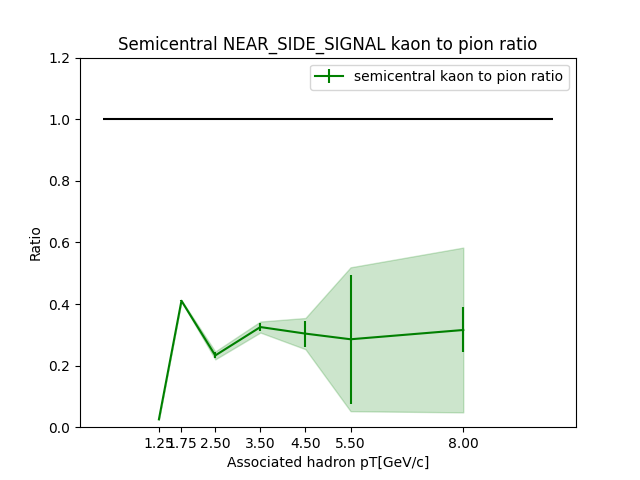 Semicentral NEAR_SIDE_SIGNAL kaon to pion ratio
semicentral kaon to pion ratio
1.2
1.0
0.8
0.6
0.4
0.2
0.0
Ratio
1.25 1.75 2.50 3.50 4.50 5.50 8.00
Associated hadron pT[GeV/c]